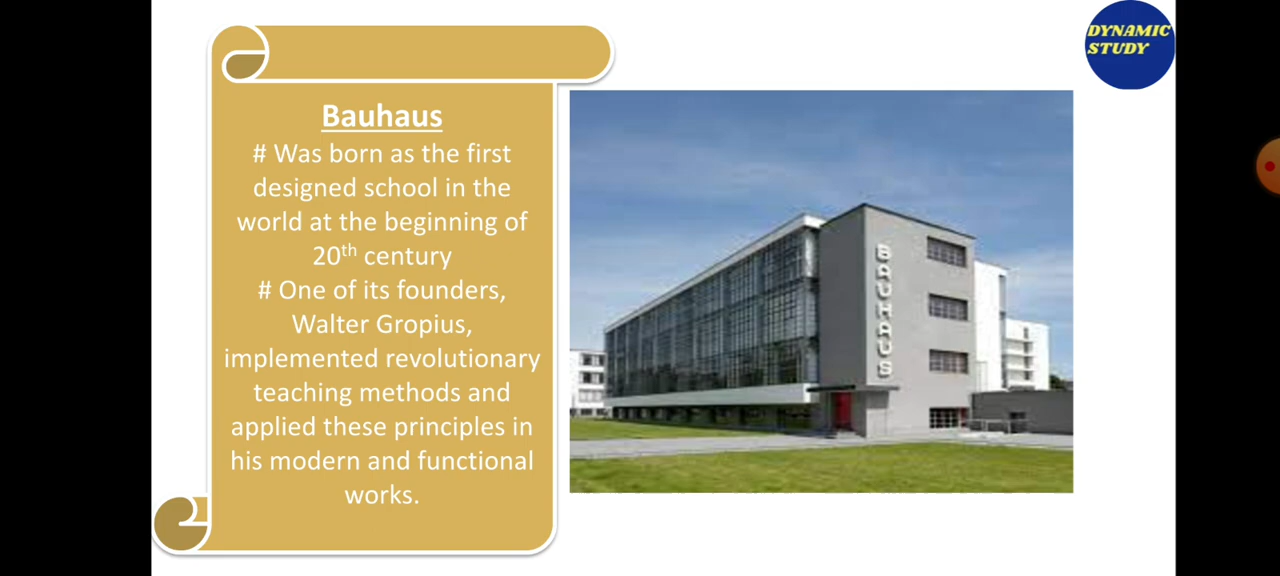 DYNAMIC
STUDY
Bauhaus
# Was born as the first
designed school in the
world at the beginning of
20th century
# One of its founders,
Walter Gropius,
implemented revolutionary
teaching methods and
applied these principles in
his modern and functional
works.
BAUHAUS